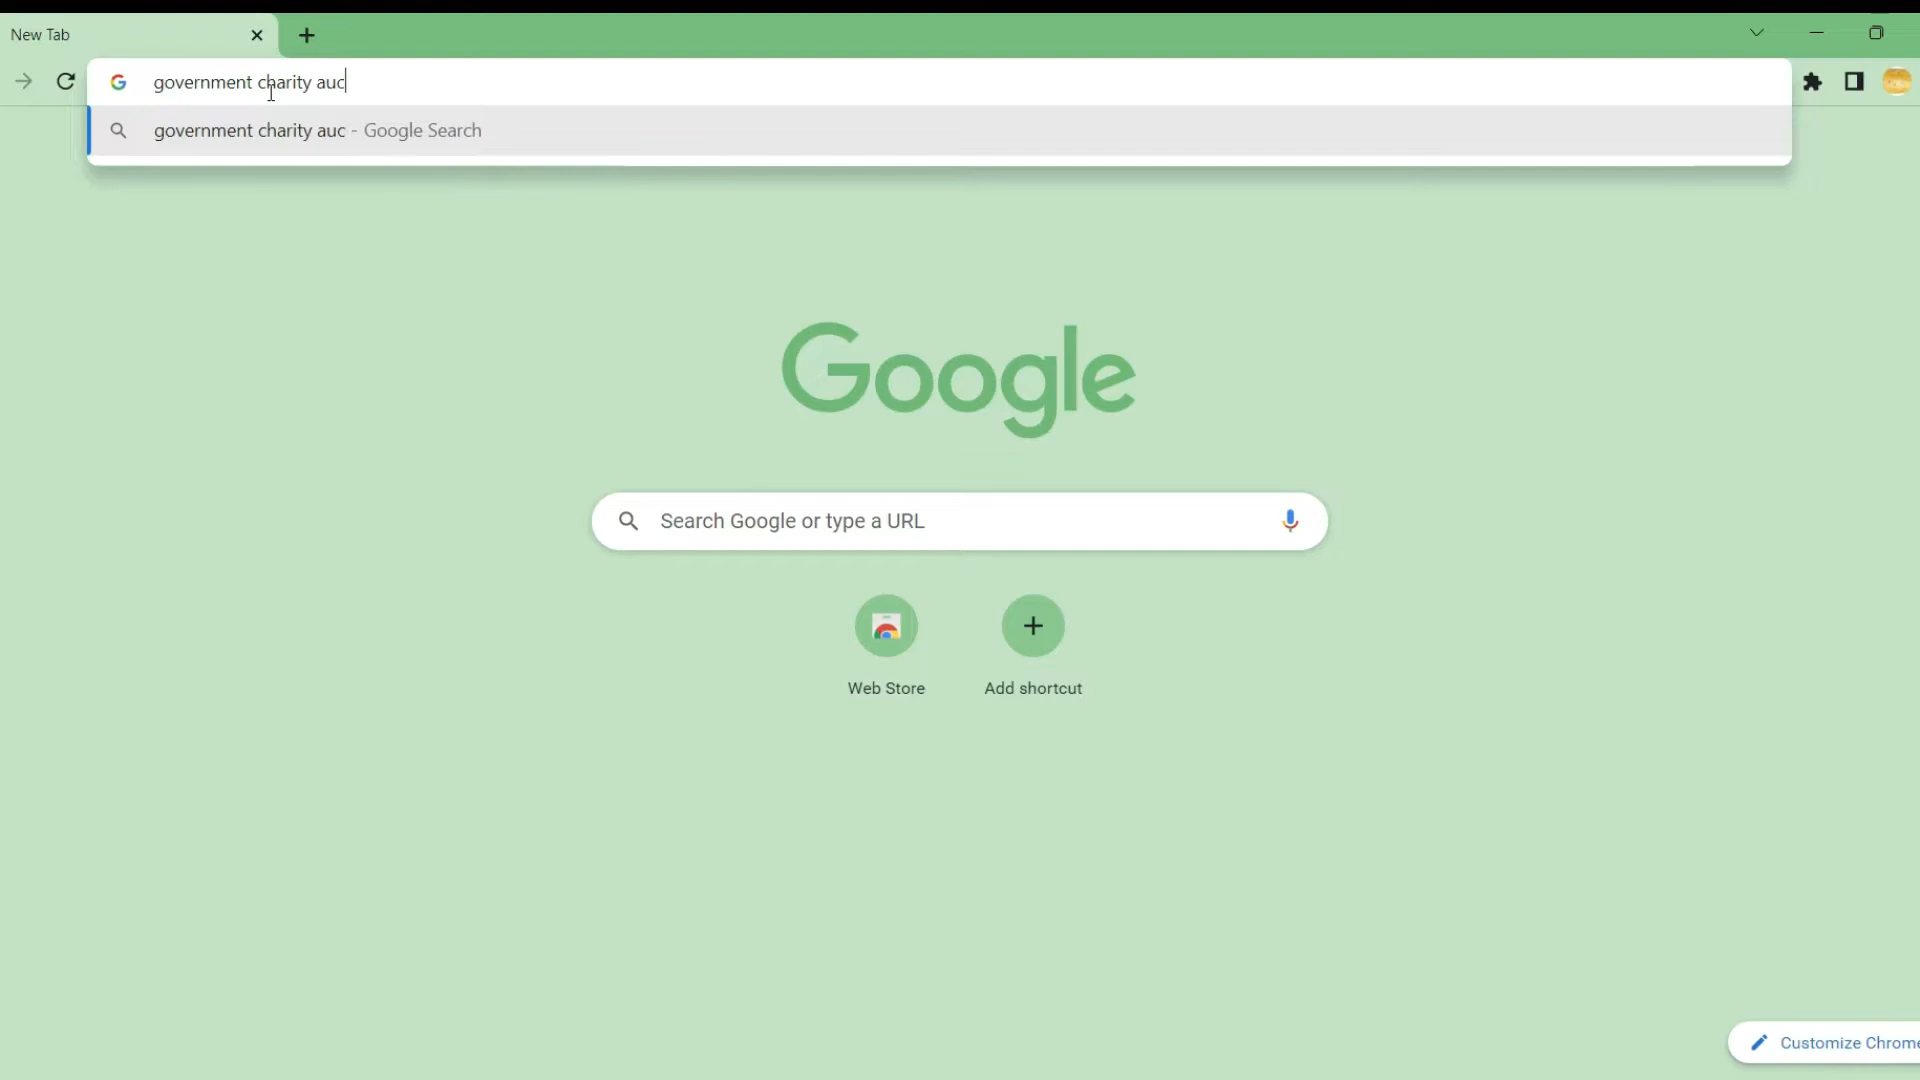 New Tab
government charity auc
government charity auc - Google Search
Google
Search Google or type a URL
Web Store
Add shortcut
Customize Chrome